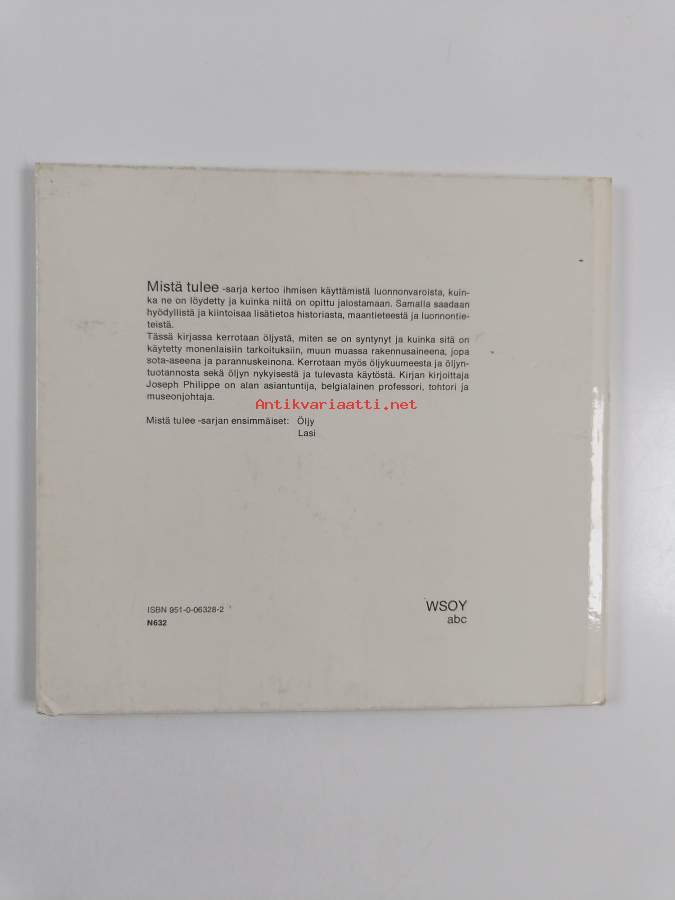 Mistä tulee -sarja kertoo ihmisen käyttämistä luonnonvaroista, kuin-
ka ne on löydetty ja kuinka niitä on opittu jalostamaan. Samalla saadaan
hyödyllistä ja kiintoisaa lisätietoa historiasta, maantieteestä ja luonnontie-
teistä.
Tässä kirjassa kerrotaan öljystä, miten se on syntynyt ja kuinka sitä on
käytetty monenlaisiin tarkoituksiin, muun muassa rakennusaineena, jopa
sota-aseena ja parannuskeinona. Kerrotaan myös öljykuumeesta ja öljyn-
tuotannosta sekä öljyn nykyisestä ja tulevasta käytöstä. Kirjan kirjoittaja
Joseph Philippe on alan asiantuntija, belgialainen professori, tohtori ja
museonjohtaja.
Antikvariaatti.net
Mistä tulee -sarjan ensimmäiset: Öljy
Lasi
ISBN 951-0-06328-2
N632
WSOY
abc